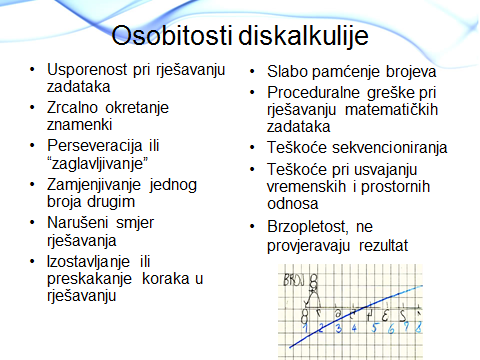 Osobitosti diskalkulije
• Usporenost pri rješavanju
zadataka
• Zrcalno okretanje
znamenki
• Perseveracija ili
“zaglavljivanje”
• Zamjenjivanje jednog
broja drugim
• Narušeni smjer
rješavanja
• Izostavljanje ili
preskakanje koraka u
rješavanju
• Slabo pamćenje brojeva
• Proceduralne greške pri
rješavanju matematičkih
zadataka
• Teškoće sekvencioniranja
• Teškoće pri usvajanju
vremenskih i prostornih
odnosa
• Brzopletost, ne
provjeravaju rezultat
BROJ 8
1 2 3 4 5 6 7 8